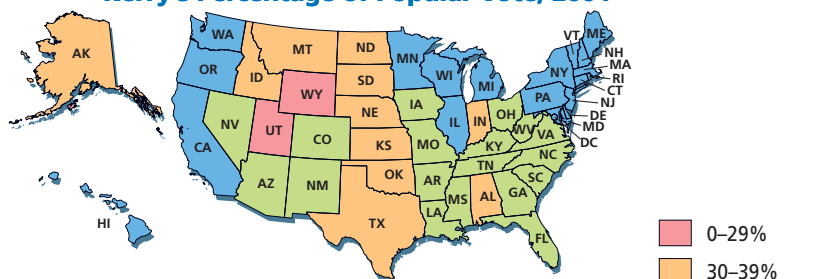 Kerry's Percentage of Popular Vote, 2004
AK
WA
OR
CA
NV
ID
MT
WY
UT
CO
AZ
NM
ND
SD
NE
KS
OK
TX
MN
IA
MO
AR
LA
WI
IL
MI
IN
OH
KY
TN
MS
AL
GA
FL
SC
NC
VA
WV
PA
NY
VT
ME
NH
MA
RI
CT
NJ
DE
MD
DC
HI
0–29%
30–39%